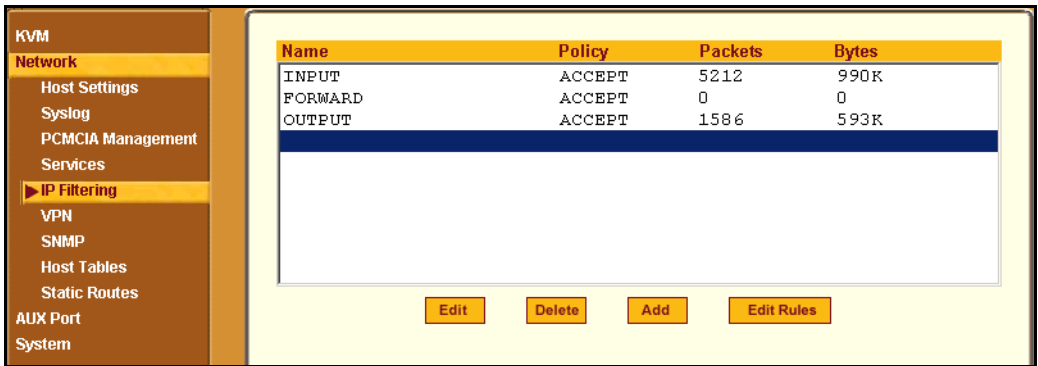 KVM
Network
Host Settings
Syslog
PCMCIA Management
Services
IP Filtering
VPN
SNMP
Host Tables
Static Routes
AUX Port
System
Name Policy Packets Bytes
INPUT ACCEPT 5212 990K
FORWARD ACCEPT 0 0
OUTPUT ACCEPT 1586 593K
Edit Delete Add Edit Rules